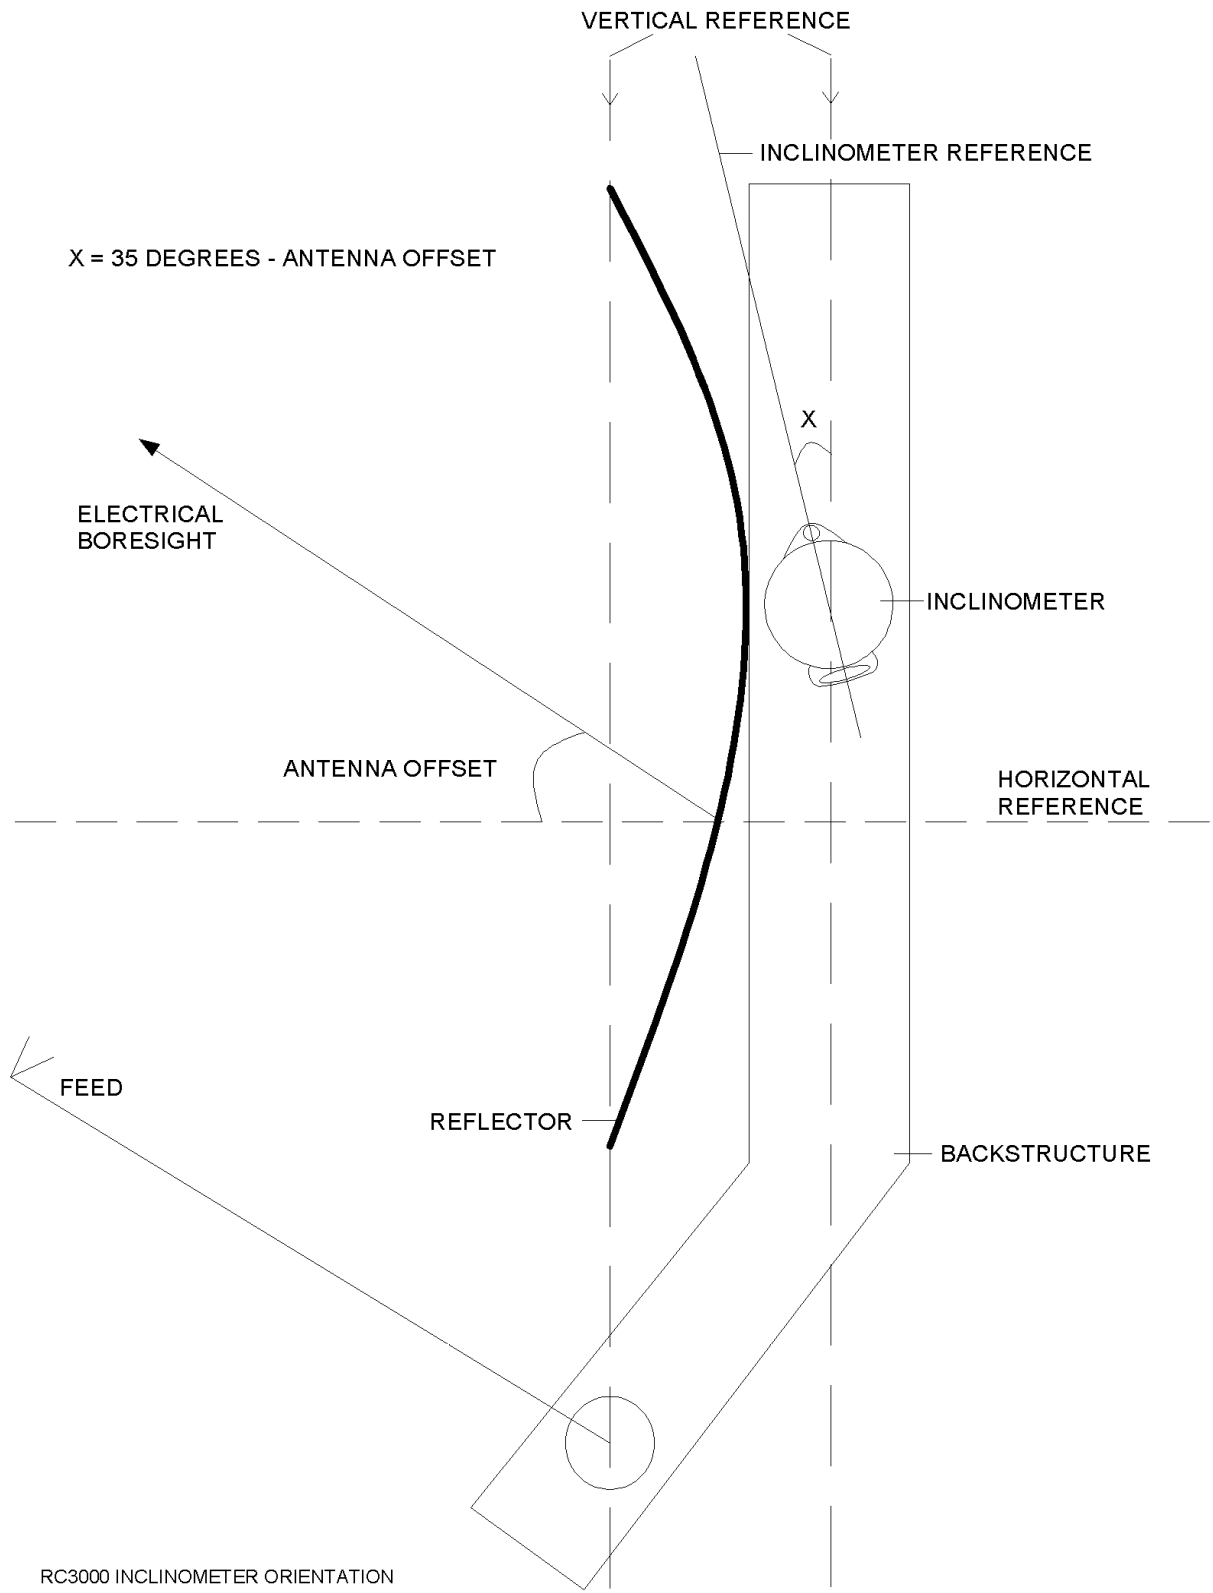 VERTICAL REFERENCE
INCLINOMETER REFERENCE
X = 35 DEGREES - ANTENNA OFFSET
X
ELECTRICAL
BORESIGHT
INCLINOMETER
ANTENNA OFFSET
HORIZONTAL
REFERENCE
FEED
REFLECTOR
BACKSTRUCTURE
RC3000 INCLINOMETER ORIENTATION